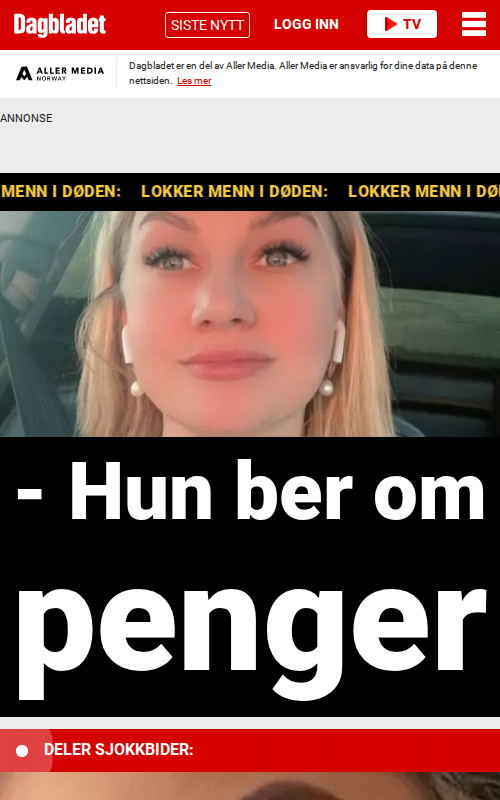 Dagbladet
SISTE NYTT
LOGG INN
TV
ALLER MEDIA
NORWAY
Dagbladet er en del av Aller Media. Aller Media er ansvarlig for dine data på denne
nettsiden. Les mer
ANNONSE
MENN I DØDEN: LOKKER MENN I DØDEN: LOKKER MENN I DØ
- Hun ber om
penger
DELER SJOKKBIDER: